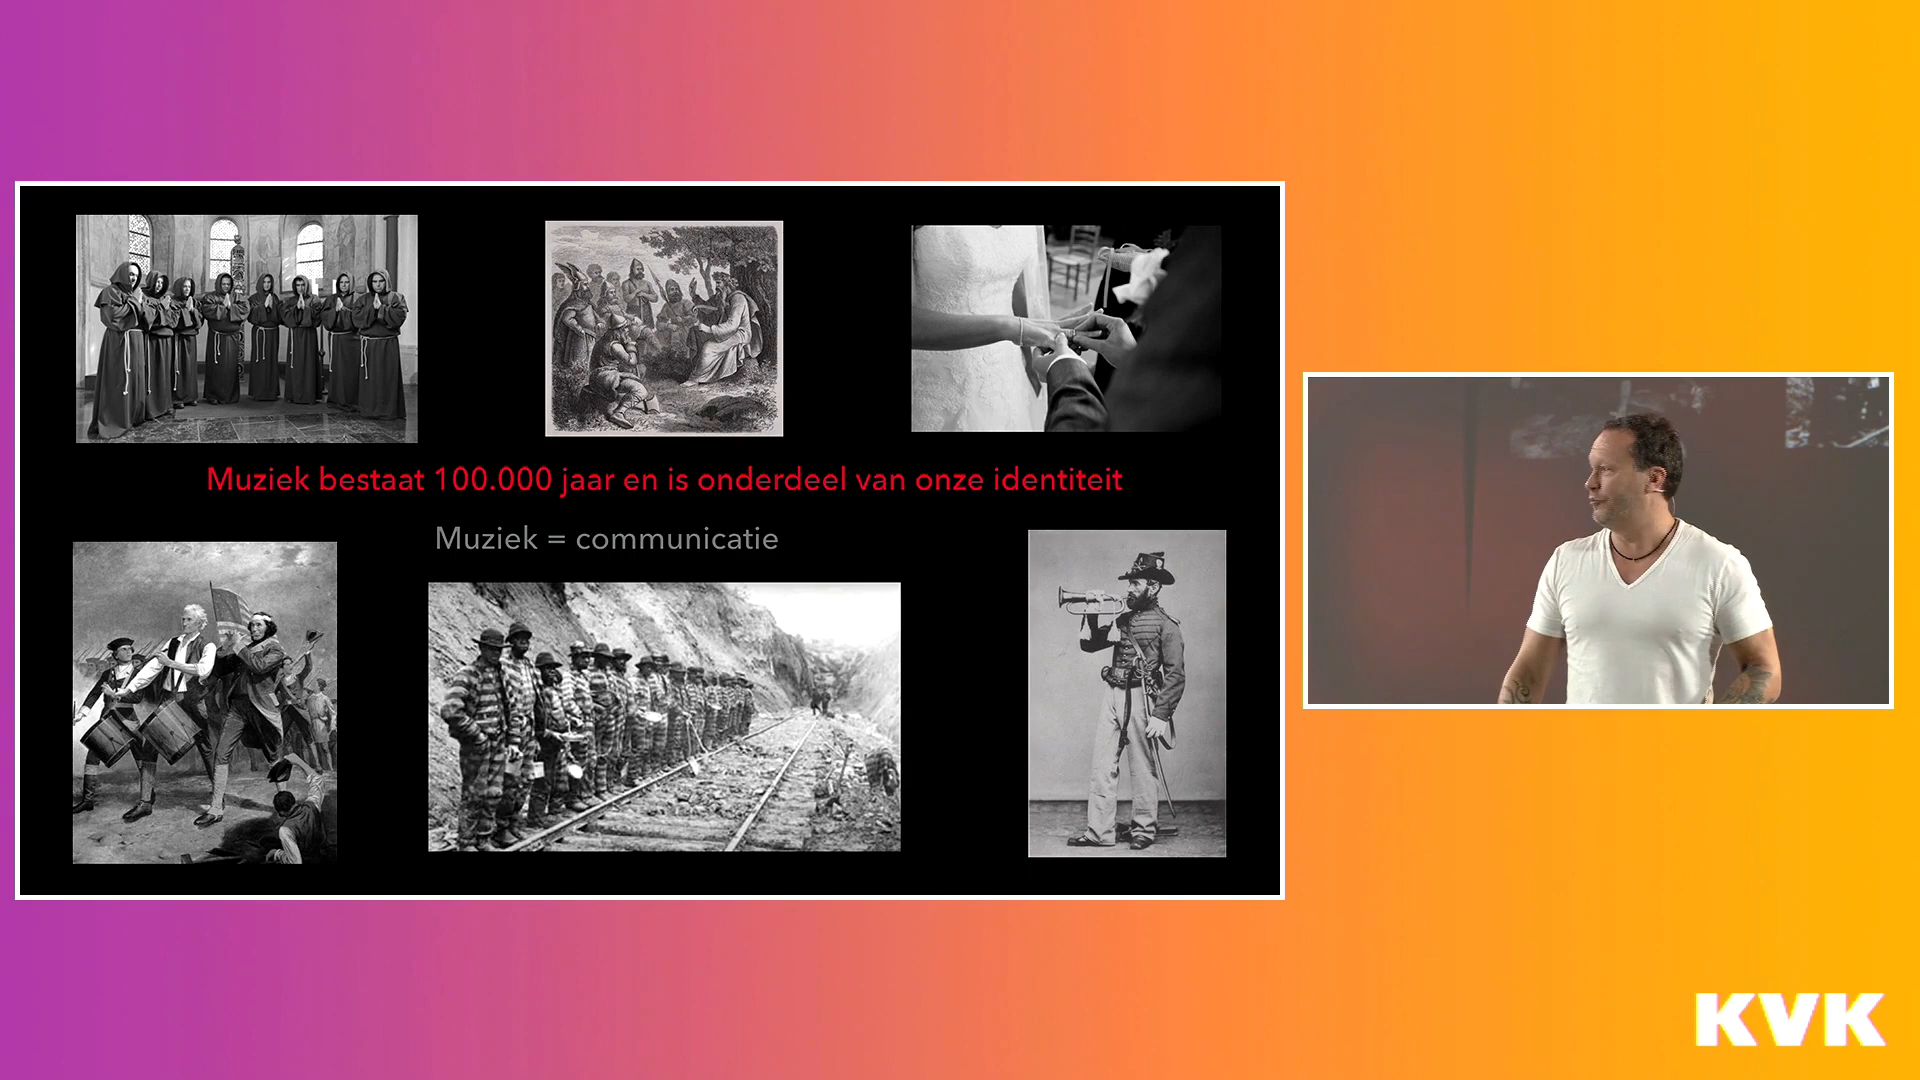 Muziek bestaat 100.000 jaar en is onderdeel van onze identiteit
Muziek = communicatie
KVK